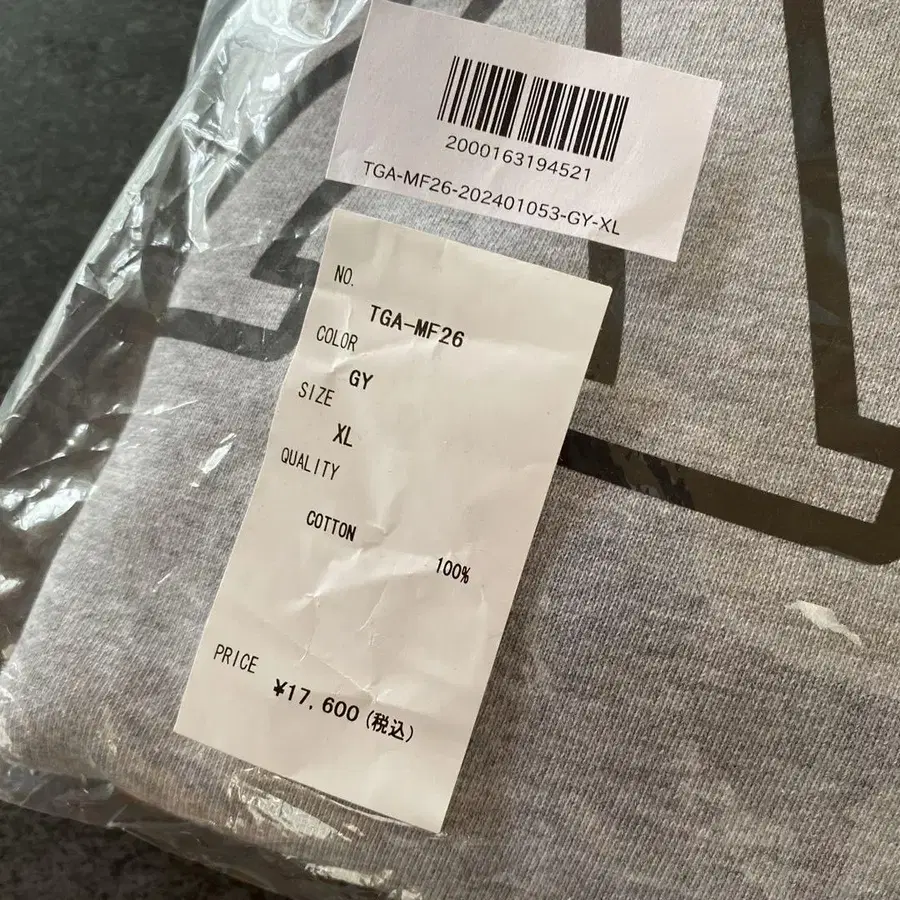 2000163194521
TGA-MF26-202401053-GY-XL
NO.
TGA-MF26
COLOR
GY
SIZE
XL
QUALITY
COTTON
100%
PRICE
¥17,600(税込)